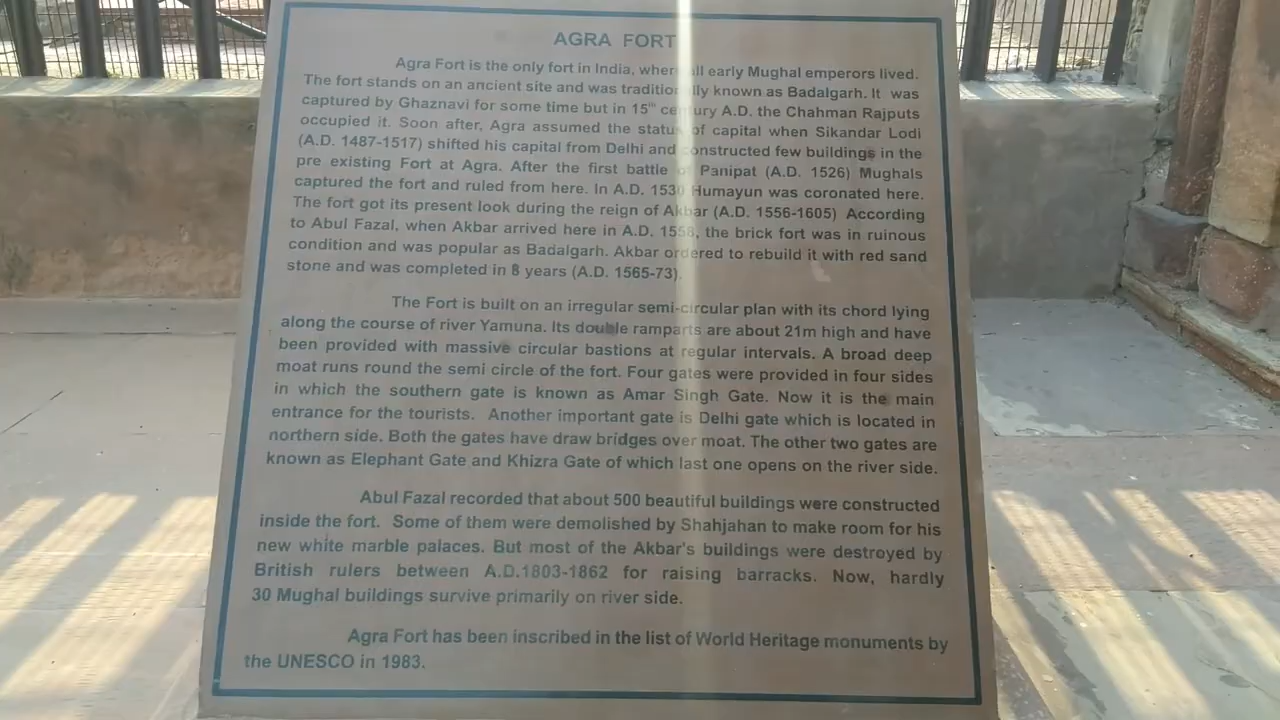 AGRA FORT
Agra Fort is the only fort in India, where all early Mughal emperors lived.
The fort stands on an ancient site and was traditionally known as Badalgarh. It was
captured by Ghaznavi for some time but in 15th century A.D. the Chahman Rajputs
occupied it. Soon after, Agra assumed the status of capital when Sikandar Lodi
(A.D. 1487-1517) shifted his capital from Delhi and constructed few buildings in the
pre existing Fort at Agra. After the first battle of Panipat (A.D. 1526) Mughals
captured the fort and ruled from here. In A.D. 1530 Humayun was coronated here.
The fort got its present look during the reign of Akbar (A.D. 1556-1605) According
to Abul Fazal, when Akbar arrived here in A.D. 1558, the brick fort was in ruinous
condition and was popular as Badalgarh. Akbar ordered to rebuild it with red sand
stone and was completed in 8 years (A.D. 1565-73).
The Fort is built on an irregular semi-circular plan with its chord lying
along the course of river Yamuna. Its double ramparts are about 21m high and have
been provided with massive circular bastions at regular intervals. A broad deep
moat runs round the semi circle of the fort. Four gates were provided in four sides
in which the southern gate is known as Amar Singh Gate. Now it is the main
entrance for the tourists. Another important gate is Delhi gate which is located in
northern side. Both the gates have draw bridges over moat. The other two gates are
known as Elephant Gate and Khizra Gate of which last one opens on the river side.
Abul Fazal recorded that about 500 beautiful buildings were constructed
inside the fort. Some of them were demolished by Shahjahan to make room for his
new white marble palaces. But most of the Akbar's buildings were destroyed by
British rulers between A.D.1803-1862 for raising barracks. Now, hardly
30 Mughal buildings survive primarily on river side.
Agra Fort has been inscribed in the list of World Heritage monuments by
the UNESCO in 1983.